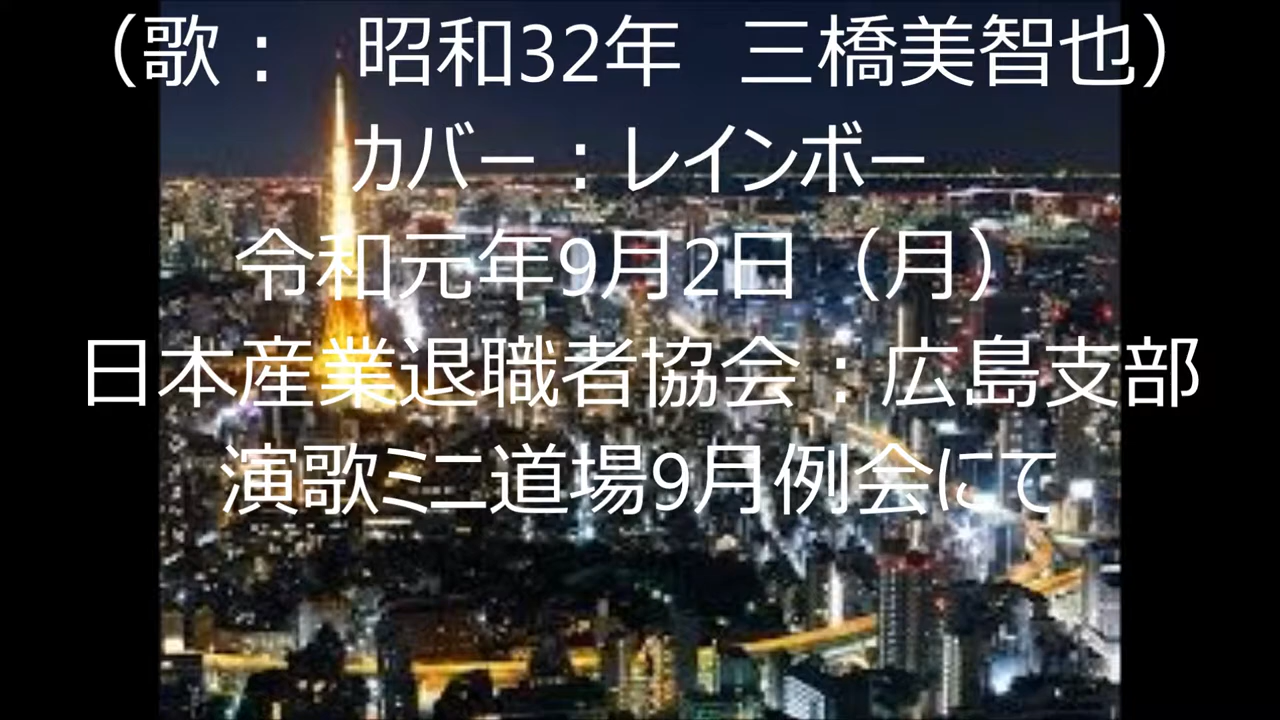 （歌：　昭和32年　三橋美智也）
カバー：レインボー
令和元年9月2日（月）
日本産業退職者協会：広島支部
演歌ミニ道場9月例会にて